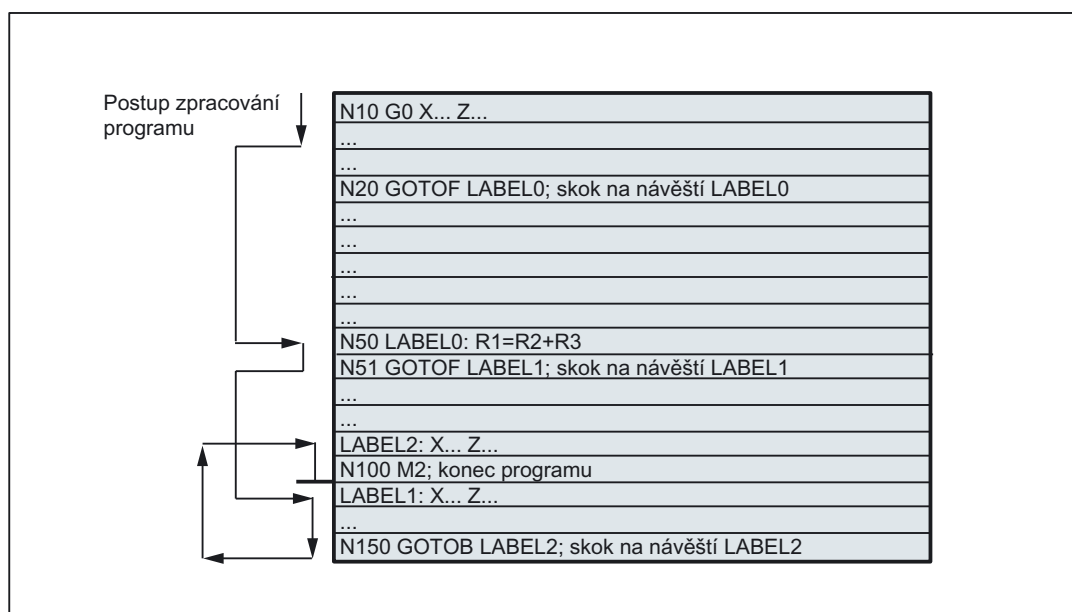 Postup zpracování
programu
N10 G0 X... Z...
...
...
N20 GOTOF LABEL0; skok na návěští LABEL0
...
...
...
...
...
N50 LABEL0: R1=R2+R3
N51 GOTOF LABEL1; skok na návěští LABEL1
...
...
LABEL2: X... Z...
N100 M2; konec programu
LABEL1: X... Z...
...
N150 GOTOB LABEL2; skok na návěští LABEL2